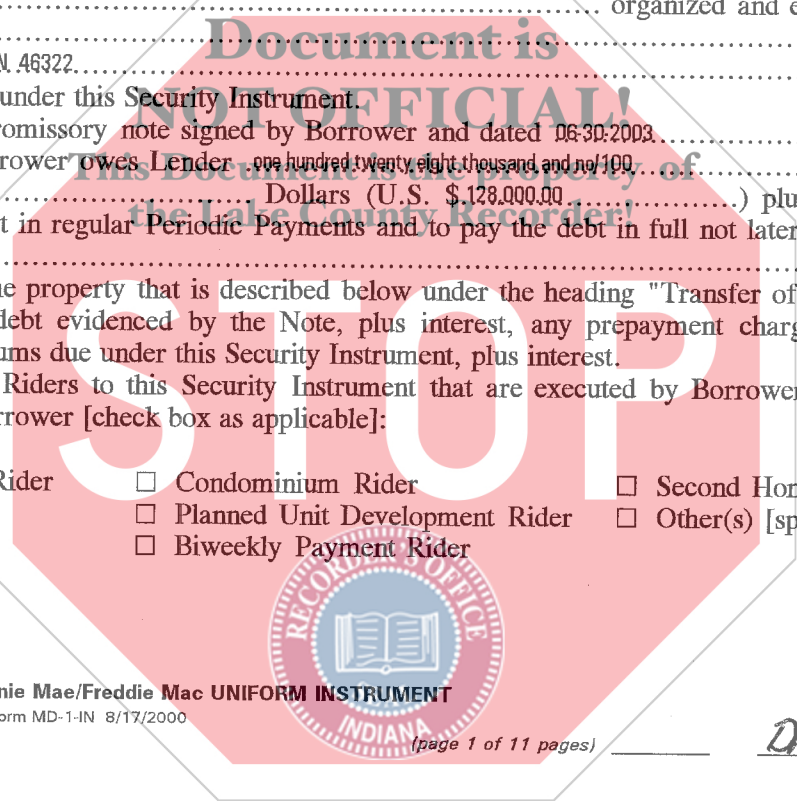 organized and e
Document is
N 46322
under this Security Instrument.
NOT OFFICIAL!
romissory note signed by Borrower and dated 06-30-2003
rrower owes Lender one hundred twenty eight thousand and no/100
This Document is the property of
Dollars (U.S. $ 128,000.00 ) plu
the Lake County Recorder!
t in regular Periodic Payments and to pay the debt in full not later
ne property that is described below under the heading "Transfer of
debt evidenced by the Note, plus interest, any prepayment charg
ums due under this Security Instrument, plus interest.
STOP
Riders to this Security Instrument that are executed by Borrower
rrower [check box as applicable]:
Rider □ Condominium Rider □ Second Hon
□ Planned Unit Development Rider □ Other(s) [sp
□ Biweekly Payment Rider
RECORDER'S OFFICE
nie Mae/Freddie Mac UNIFORM INSTRUMENT
orm MD-1-IN 8/17/2000
INDIANA
(page 1 of 11 pages)